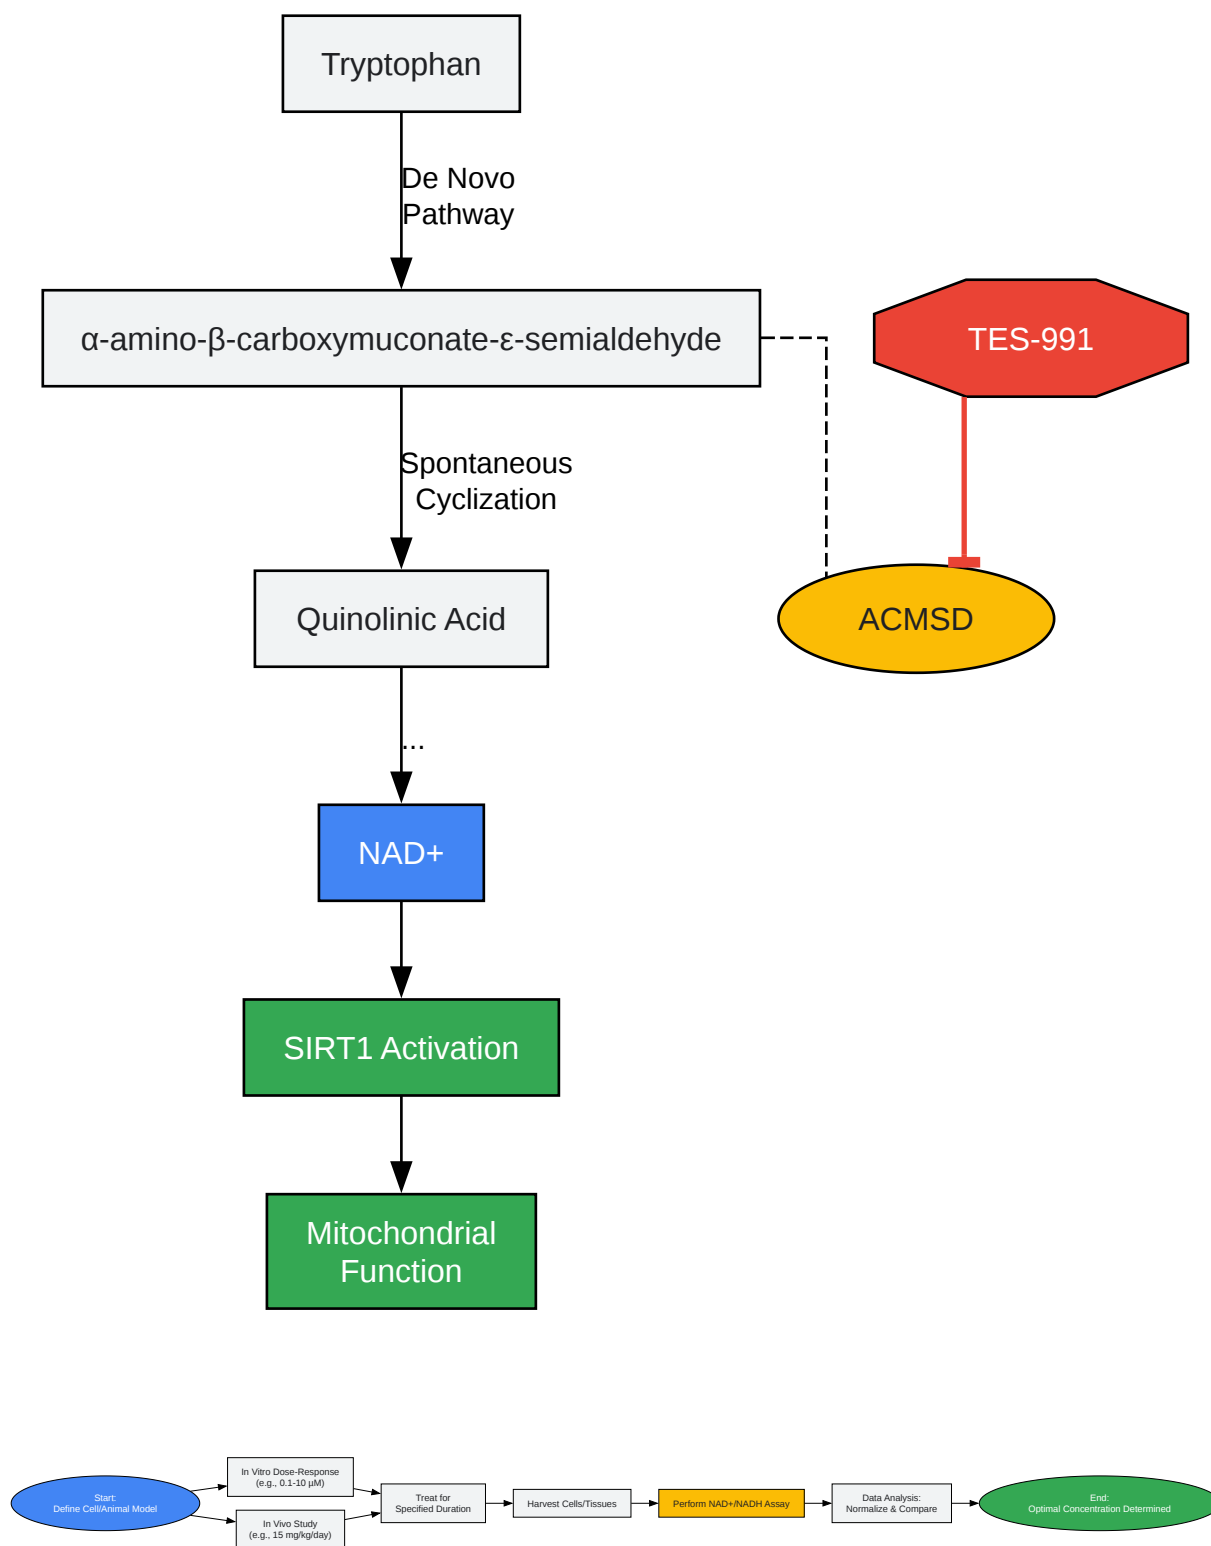 Tryptophan
De Novo
Pathway
α-amino-β-carboxymuconate-ε-semialdehyde
TES-991
Spontaneous
Cyclization
Quinolinic Acid
ACMSD
...
NAD+
SIRT1 Activation
Mitochondrial
Function
Start:
Define Cell/Animal Model
In Vitro Dose-Response
(e.g., 0.1-10 µM)
In Vivo Study
(e.g., 15 mg/kg/day)
Treat for
Specified Duration
Harvest Cells/Tissues
Perform NAD+/NADH Assay
Data Analysis:
Normalize & Compare
End:
Optimal Concentration Determined